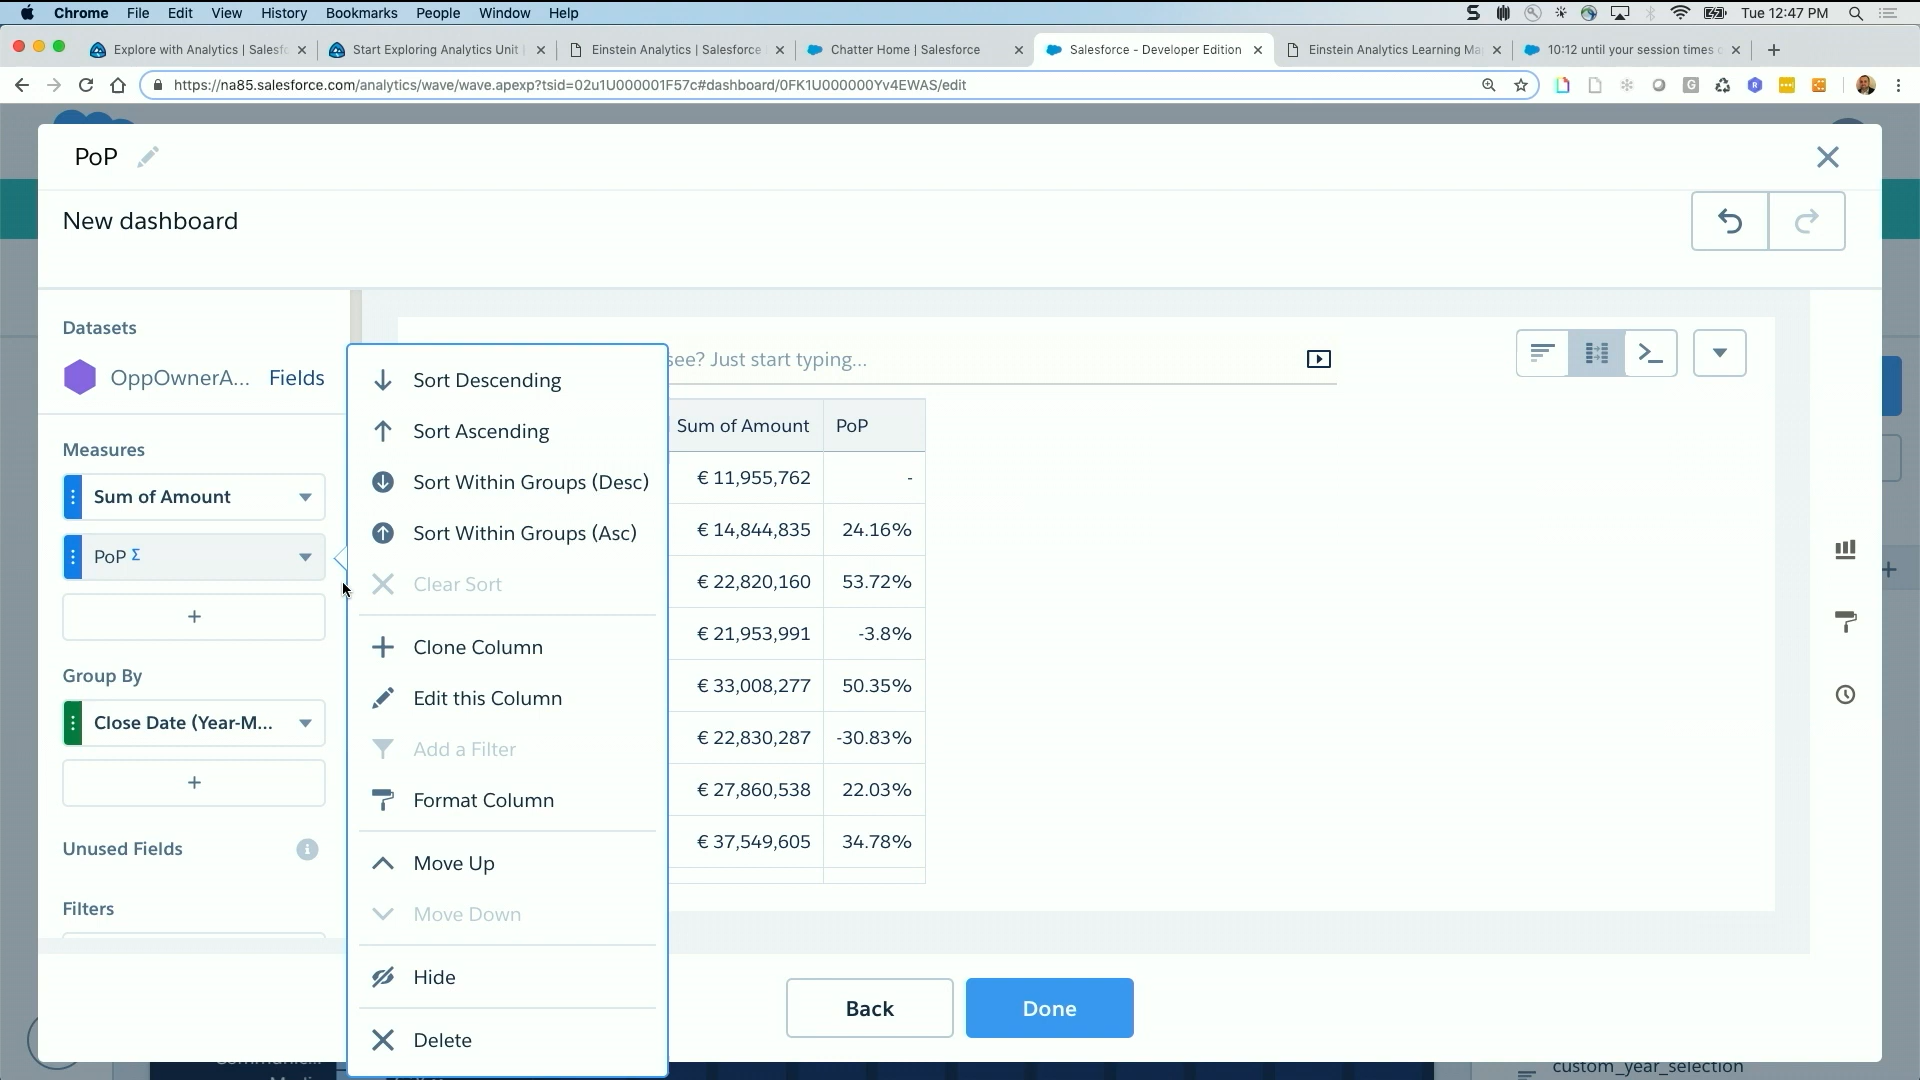 Chrome File Edit View History Bookmarks People Window Help Tue 12:47 PM
Explore with Analytics | Salesf
Start Exploring Analytics Unit
Einstein Analytics | Salesforce
Chatter Home | Salesforce
Salesforce - Developer Edition
Einstein Analytics Learning Ma
10:12 until your session times
https://na85.salesforce.com/analytics/wave/wave.apexp?tsid=02u1U000001F57c#dashboard/0FK1U000000Yv4EWAS/edit
PoP
New dashboard
Datasets
OppOwnerA... Fields
Measures
Sum of Amount
PoP Σ
+
Group By
Close Date (Year-M...
+
Unused Fields
Filters
Sort Descending
Sort Ascending
Sort Within Groups (Desc)
Sort Within Groups (Asc)
Clear Sort
Clone Column
Edit this Column
Add a Filter
Format Column
Move Up
Move Down
Hide
Delete
see? Just start typing...
Sum of Amount PoP
€ 11,955,762 -
€ 14,844,835 24.16%
€ 22,820,160 53.72%
€ 21,953,991 -3.8%
€ 33,008,277 50.35%
€ 22,830,287 -30.83%
€ 27,860,538 22.03%
€ 37,549,605 34.78%
Back Done
custom_year_selection